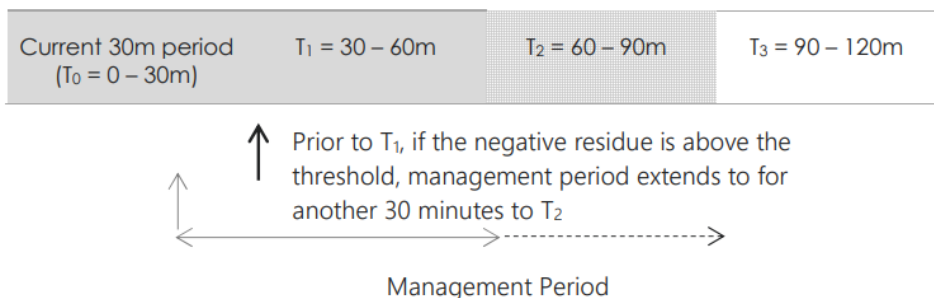 Current 30m period
(T₀ = 0 – 30m)
T₁ = 30 – 60m
T₂ = 60 – 90m
T₃ = 90 – 120m
Prior to T₁, if the negative residue is above the
threshold, management period extends to for
another 30 minutes to T₂
Management Period